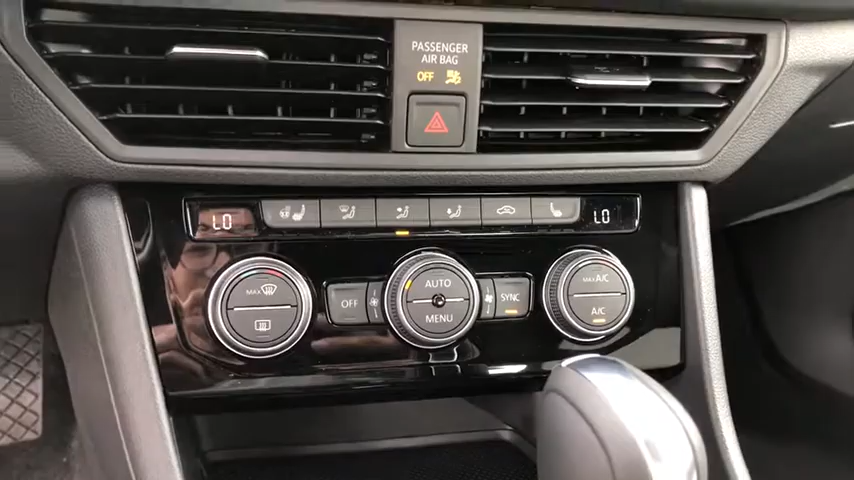 PASSENGER
AIR BAG
OFF
LO
LO
MAX
OFF
AUTO
MENU
SYNC
MAX A/C
A/C